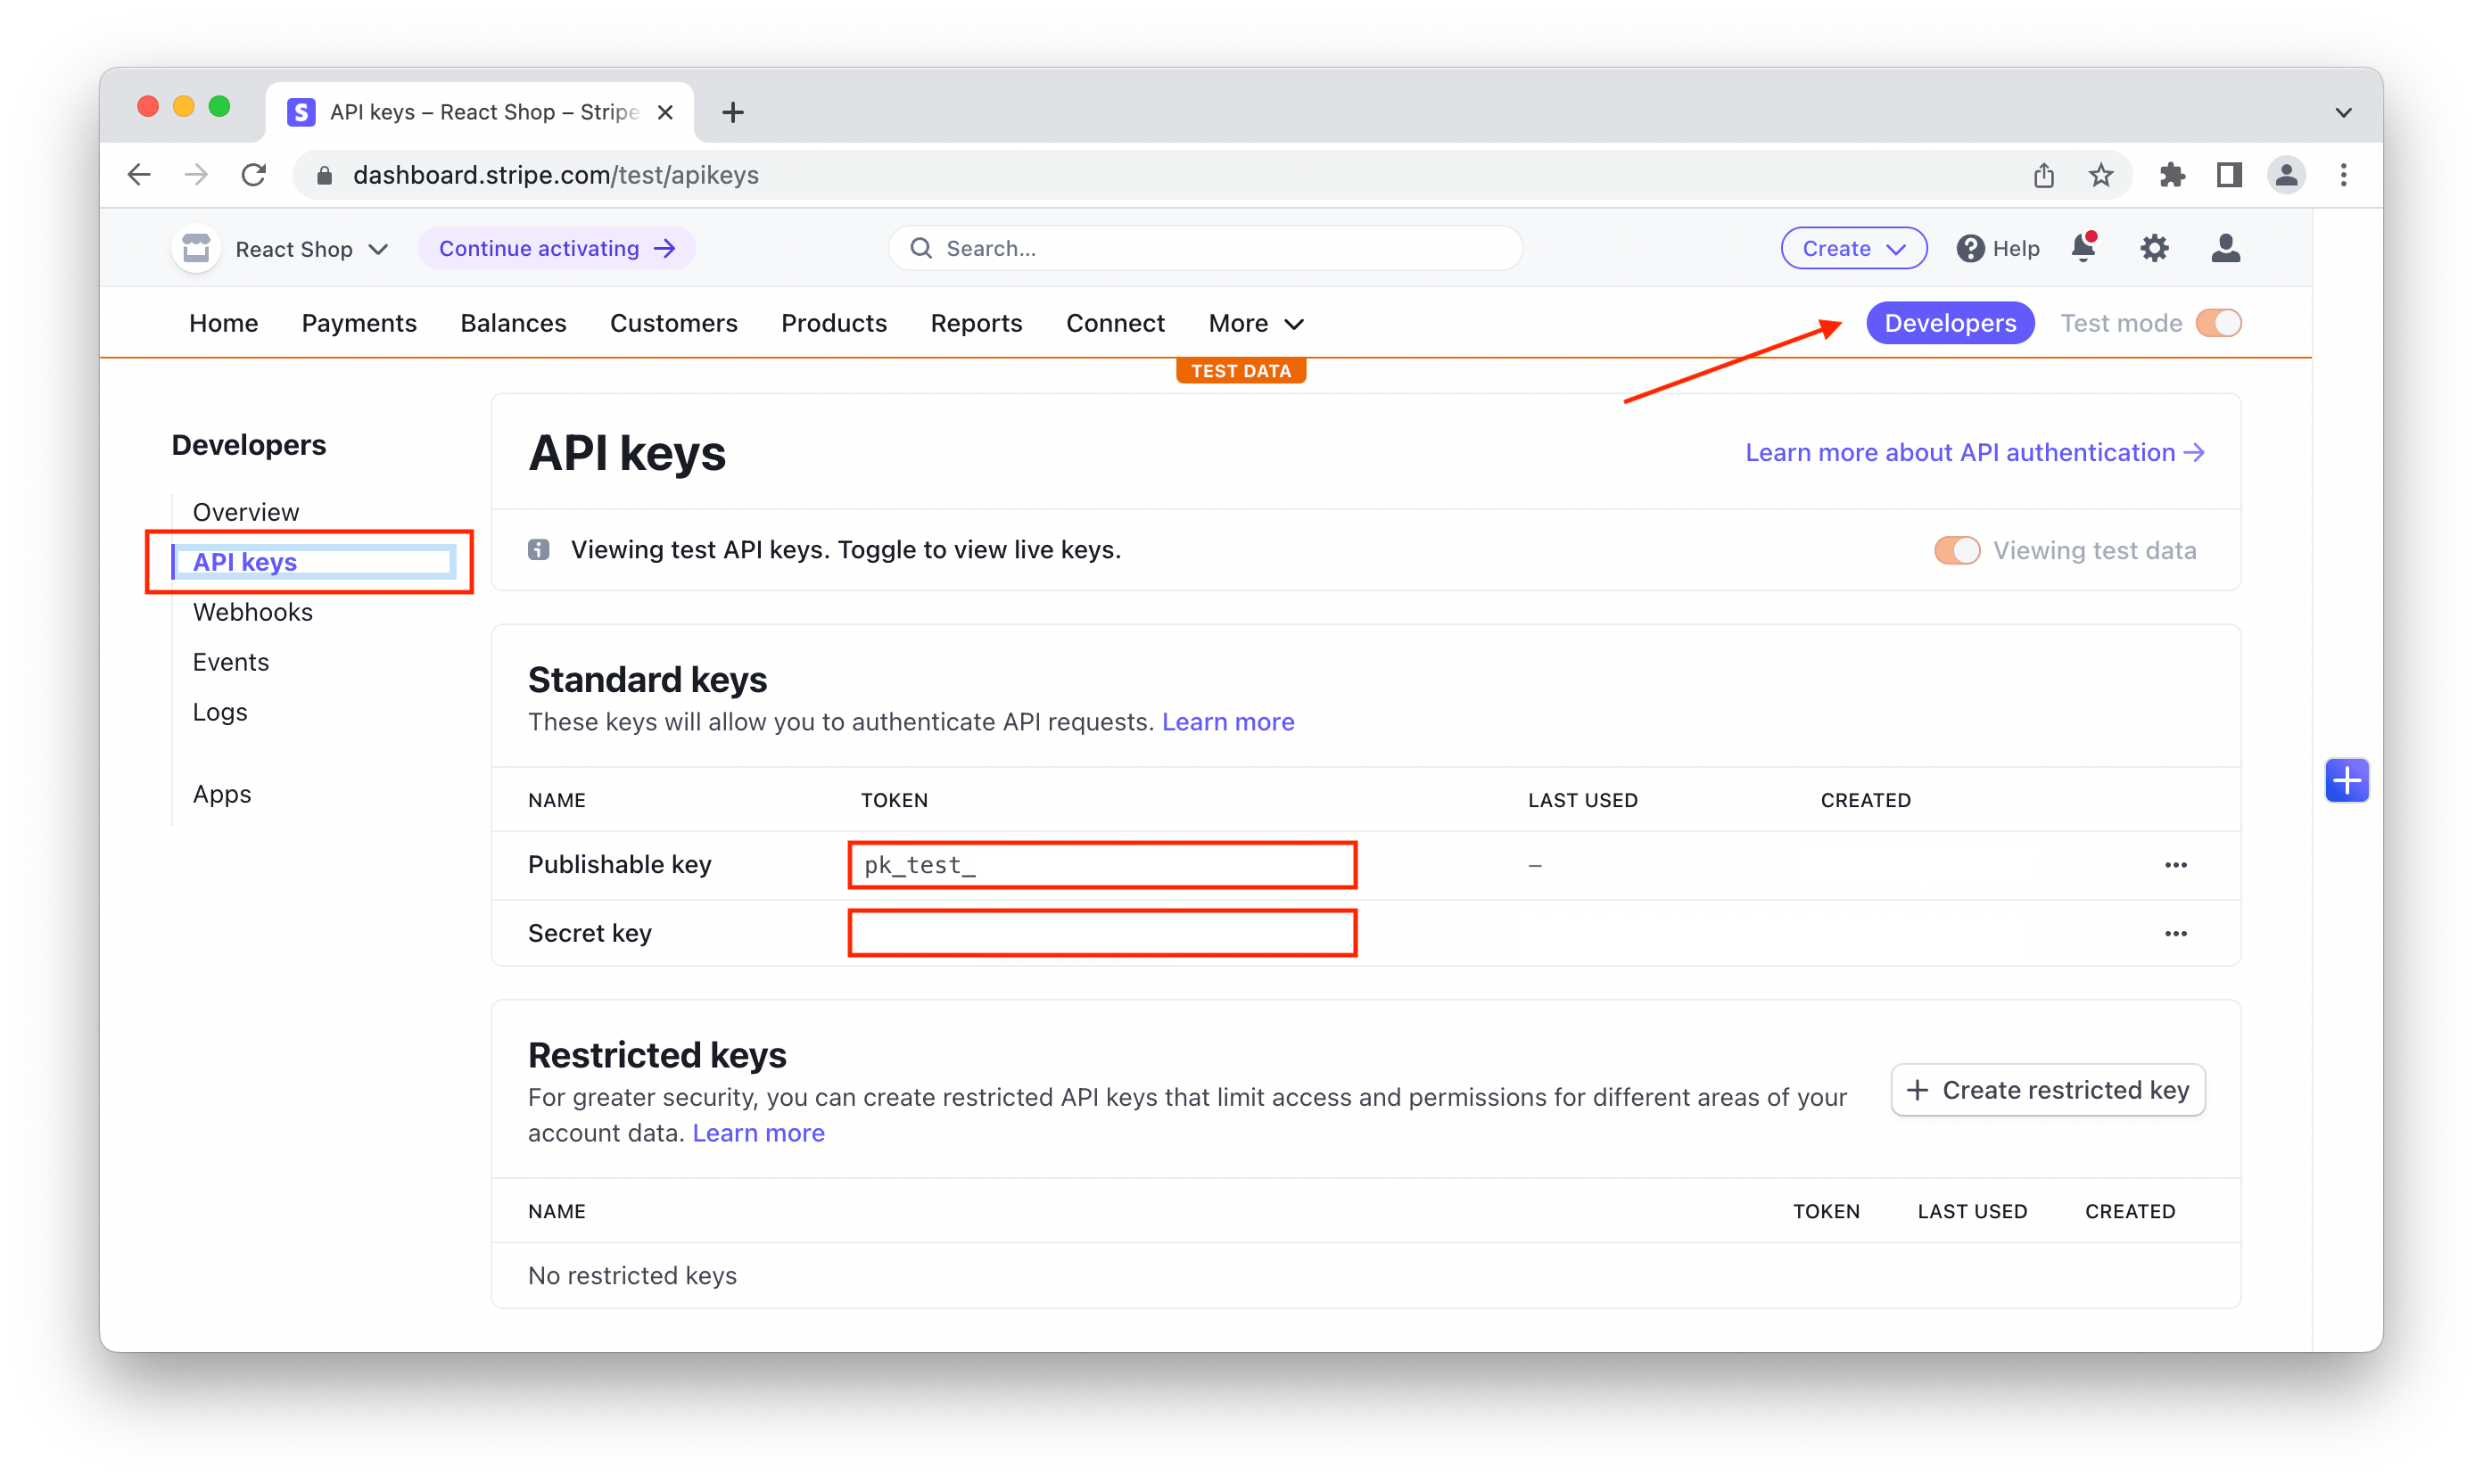 API keys – React Shop – Stripe
dashboard.stripe.com/test/apikeys
React Shop
Continue activating →
Search...
Create
Help
Home Payments Balances Customers Products Reports Connect More
Developers Test mode
TEST DATA
Developers
Overview
API keys
Webhooks
Events
Logs
Apps
API keys
Learn more about API authentication →
Viewing test API keys. Toggle to view live keys.
Viewing test data
Standard keys
These keys will allow you to authenticate API requests. Learn more
NAME TOKEN LAST USED CREATED
Publishable key pk_test_ –
Secret key
Restricted keys
For greater security, you can create restricted API keys that limit access and permissions for different areas of your
account data. Learn more
+ Create restricted key
NAME TOKEN LAST USED CREATED
No restricted keys